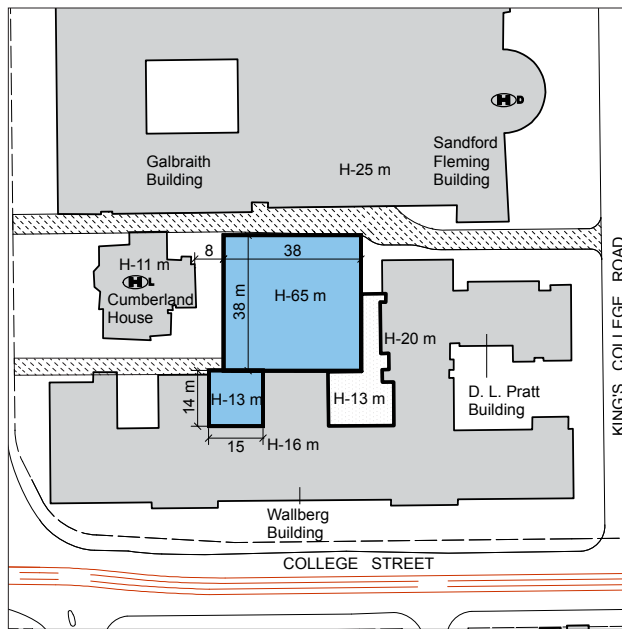 H D
Galbraith
Building
Sandford
Fleming
Building
H-25 m
8
38
H-11 m
H L
Cumberland
House
38 m
H-65 m
H-20 m
KING'S COLLEGE ROAD
14 m
H-13 m
H-13 m
D. L. Pratt
Building
15
H-16 m
Wallberg
Building
COLLEGE STREET